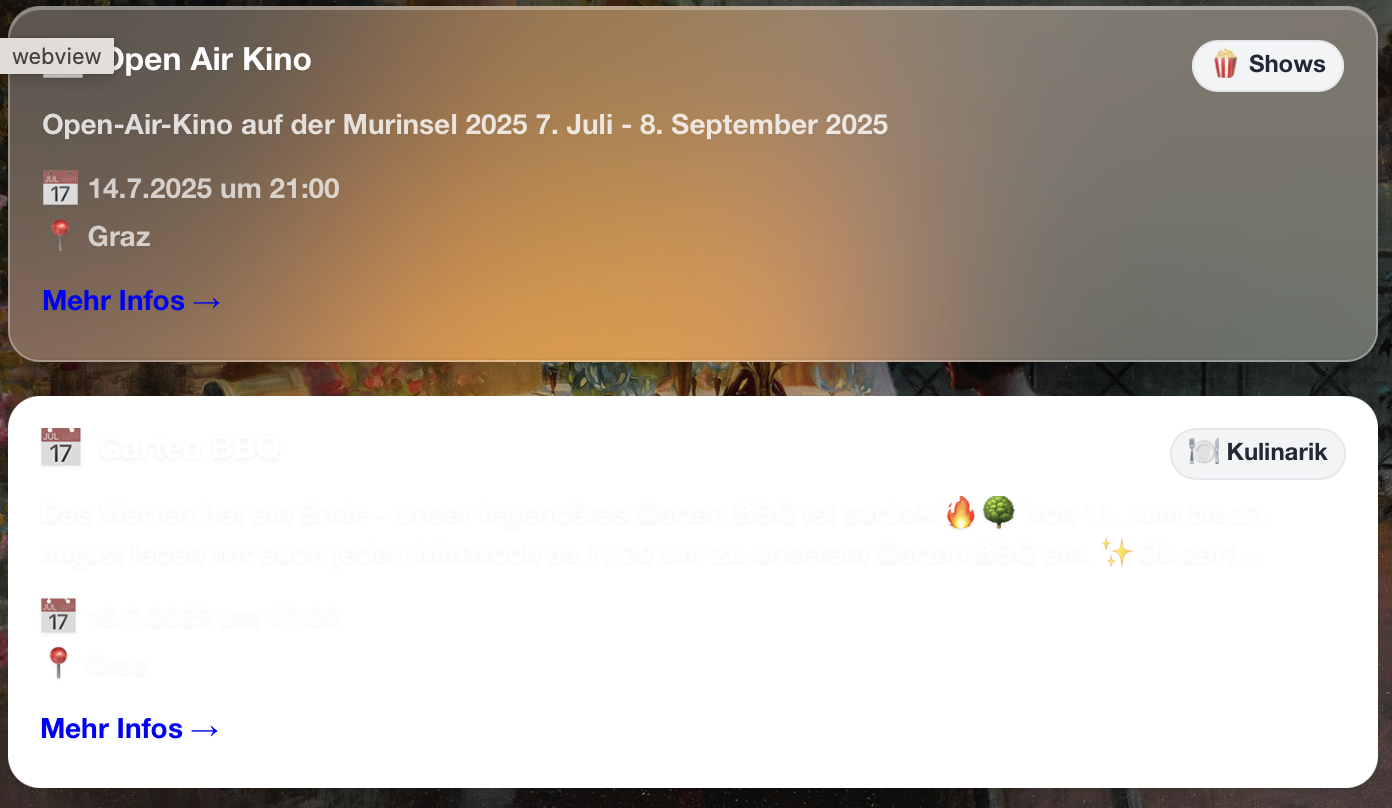 webview
Open Air Kino
🍿 Shows
Open-Air-Kino auf der Murinsel 2025 7. Juli - 8. September 2025
📅 14.7.2025 um 21:00
📍 Graz
Mehr Infos →
📅 Garten BBQ
🍽️ Kulinarik
Das Warten hat ein Ende – unser legendäres Garten BBQ ist zurück! 🔥🌳 Von 11. Juni bis 27.
August laden wir euch jeden Mittwoch ab 17:30 Uhr zu unserem Garten BBQ ein. ✨ Ob zart...
📅 16.7.2025 um 17:30
📍 Graz
Mehr Infos →